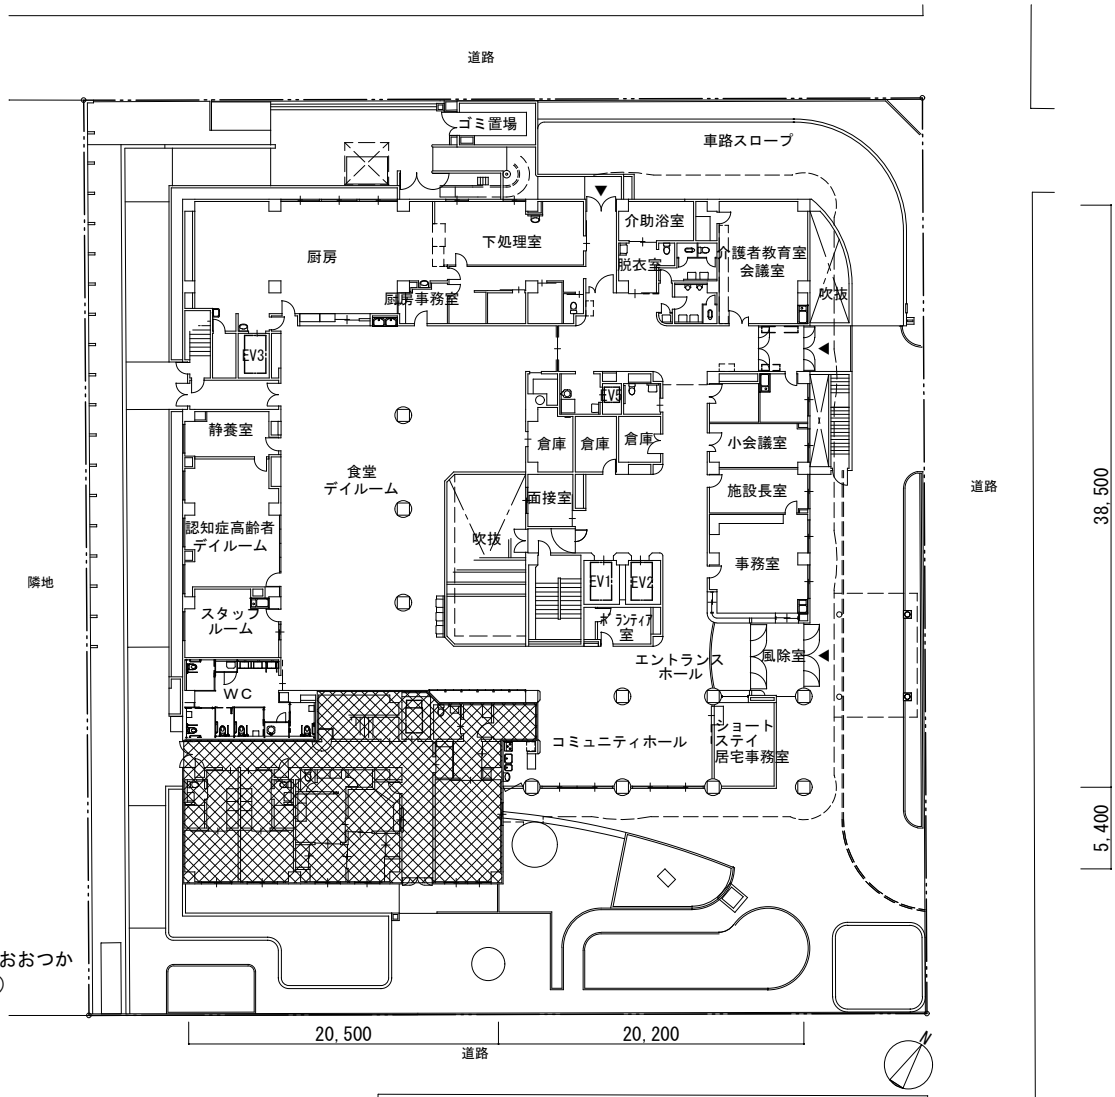 道路
ゴミ置場
車路スロープ
介助浴室
下処理室
厨房
脱衣室
介護者教育室
会議室
厨房事務室
吹抜
EV3
EV5
静養室
倉庫
倉庫
倉庫
小会議室
食堂
デイルーム
面接室
施設長室
道路
38,500
認知症高齢者
デイルーム
吹抜
事務室
隣地
EV1
EV2
スタッフ
ルーム
ボランティア
室
エントランス
ホール
風除室
WC
コミュニティホール
ショート
ステイ
居宅事務室
5,400
おおつか
20,500
20,200
道路
N